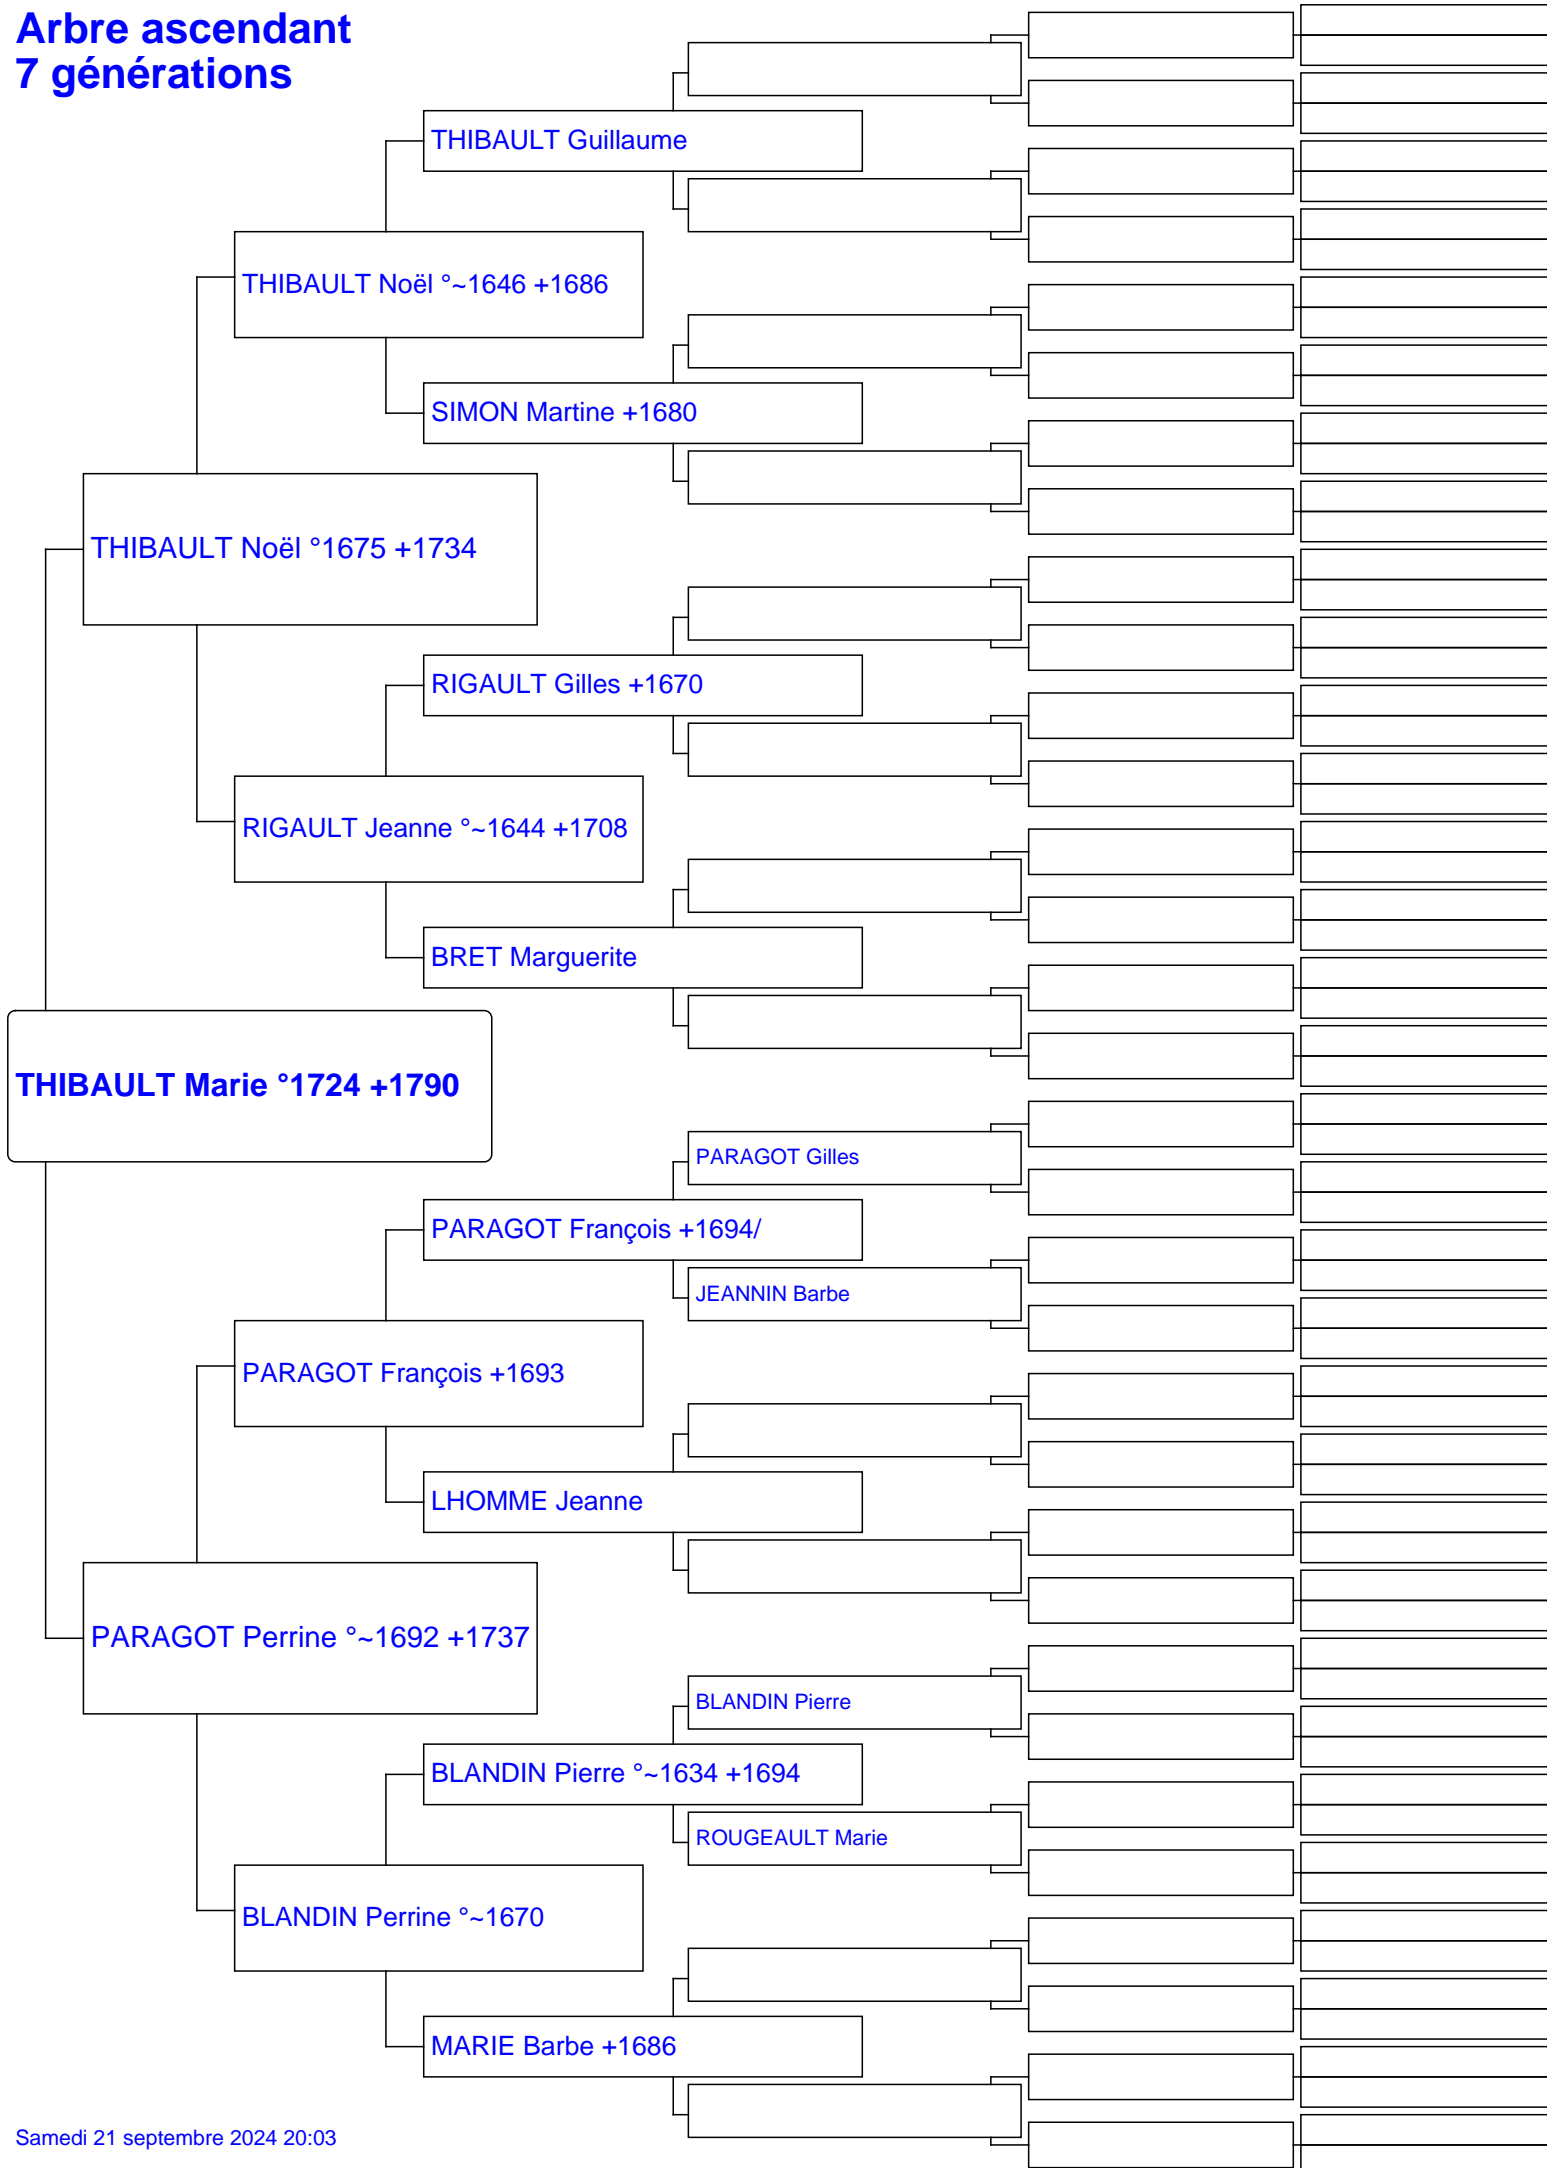 Arbre ascendant
7 générations
THIBAULT Guillaume
THIBAULT Noël °~1646 +1686
SIMON Martine +1680
THIBAULT Noël °1675 +1734
RIGAULT Gilles +1670
RIGAULT Jeanne °~1644 +1708
BRET Marguerite
THIBAULT Marie °1724 +1790
PARAGOT Gilles
PARAGOT François +1694/
JEANNIN Barbe
PARAGOT François +1693
LHOMME Jeanne
PARAGOT Perrine °~1692 +1737
BLANDIN Pierre
BLANDIN Pierre °~1634 +1694
ROUGEAULT Marie
BLANDIN Perrine °~1670
MARIE Barbe +1686
Samedi 21 septembre 2024 20:03